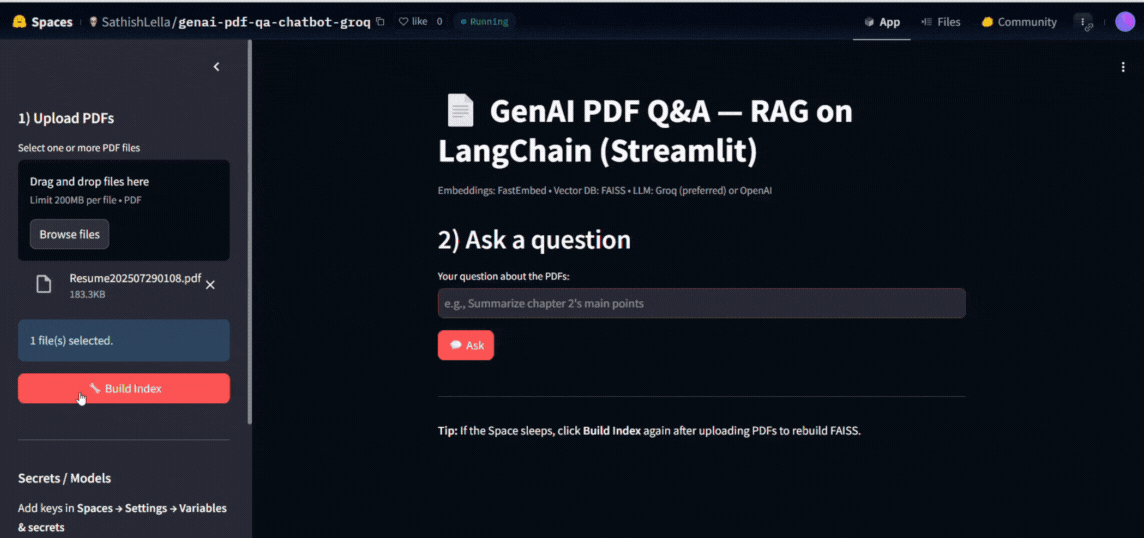 Spaces SathishLella/genai-pdf-qa-chatbot-groq like 0 Running App Files Community
1) Upload PDFs
Select one or more PDF files
Drag and drop files here
Limit 200MB per file • PDF
Browse files
Resume202507290108.pdf
183.3KB
1 file(s) selected.
Build Index
Secrets / Models
Add keys in Spaces → Settings → Variables
& secrets
GenAI PDF Q&A — RAG on
LangChain (Streamlit)
Embeddings: FastEmbed • Vector DB: FAISS • LLM: Groq (preferred) or OpenAI
2) Ask a question
Your question about the PDFs:
e.g., Summarize chapter 2's main points
Ask
Tip: If the Space sleeps, click Build Index again after uploading PDFs to rebuild FAISS.